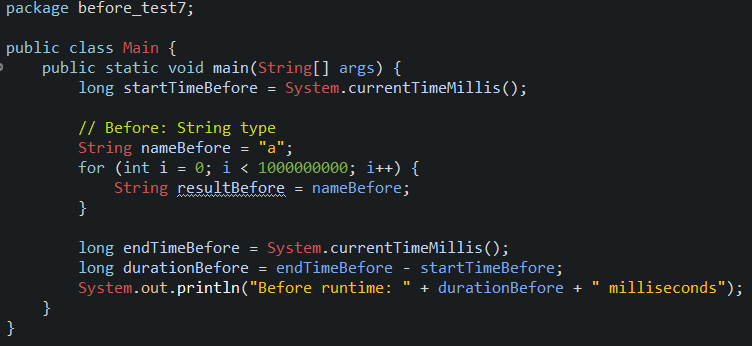 package before_test7;
public class Main {
public static void main(String[] args) {
long startTimeBefore = System.currentTimeMillis();
// Before: String type
String nameBefore = "a";
for (int i = 0; i < 1000000000; i++) {
String resultBefore = nameBefore;
}
long endTimeBefore = System.currentTimeMillis();
long durationBefore = endTimeBefore - startTimeBefore;
System.out.println("Before runtime: " + durationBefore + " milliseconds");
}
}